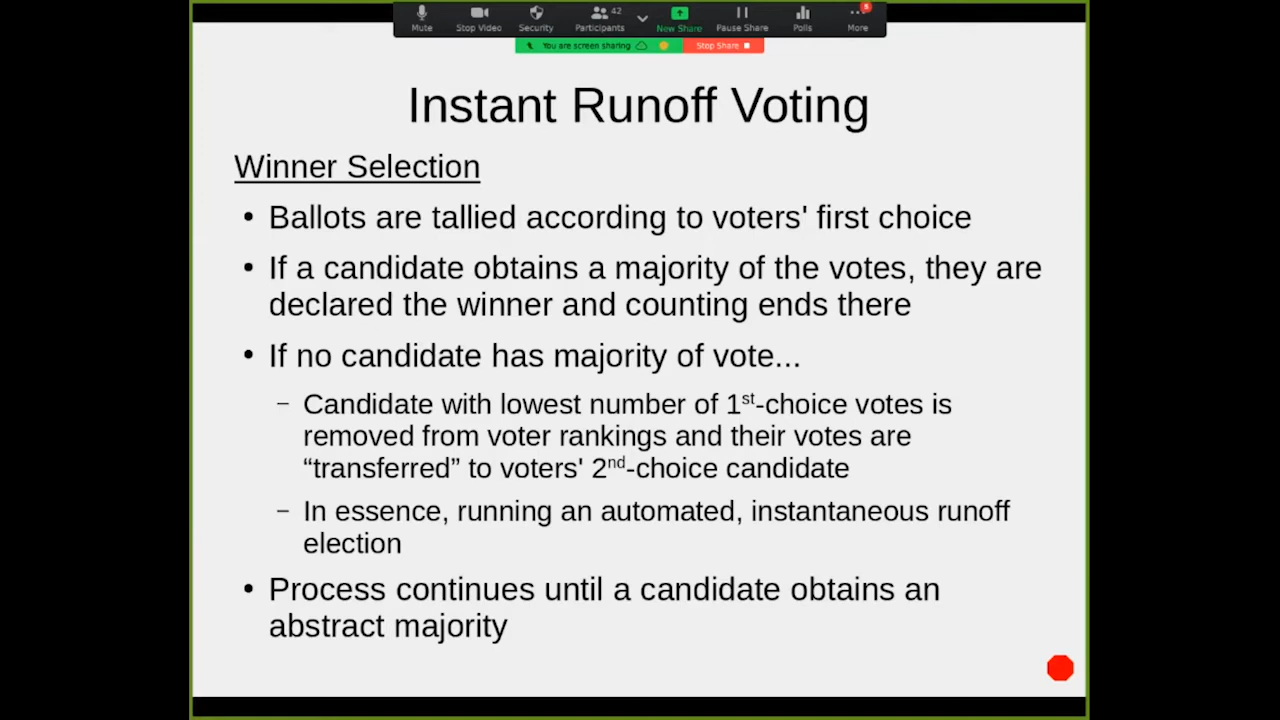 Mute Stop Video Security Participants 42 New Share Pause Share Polls More 5
You are screen sharing Stop Share
Instant Runoff Voting
Winner Selection
• Ballots are tallied according to voters' first choice
• If a candidate obtains a majority of the votes, they are
declared the winner and counting ends there
• If no candidate has majority of vote...
– Candidate with lowest number of 1st-choice votes is
removed from voter rankings and their votes are
“transferred” to voters' 2nd-choice candidate
– In essence, running an automated, instantaneous runoff
election
• Process continues until a candidate obtains an
abstract majority